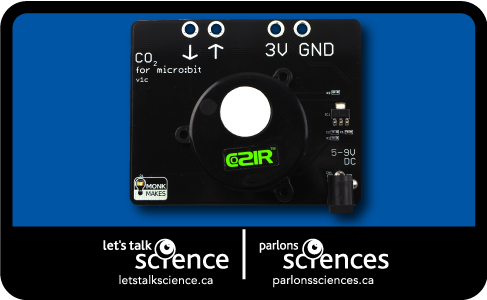 ↓ ↑ 3V GND
CO2
for micro:bit
v1c
COZIR™
5-9V
DC
MONK
MAKES
let's talk
science
letstalkscience.ca
parlons
sciences
parlonssciences.ca